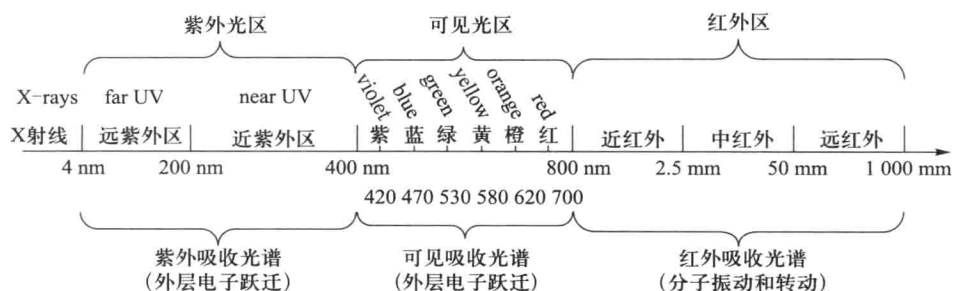 紫外光区 可见光区 红外区
violet blue green yellow orange red
X-rays far UV near UV
X射线 远紫外区 近紫外区 紫 蓝 绿 黄 橙 红 近红外 中红外 远红外
4 nm 200 nm 400 nm 800 nm 2.5 mm 50 mm 1 000 mm
420 470 530 580 620 700
紫外吸收光谱 可见吸收光谱 红外吸收光谱
(外层电子跃迁) (外层电子跃迁) (分子振动和转动)